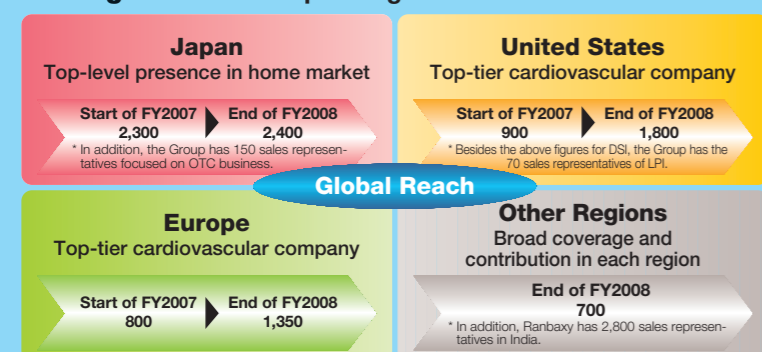 Japan
Top-level presence in home market
Start of FY2007 End of FY2008
2,300 2,400
* In addition, the Group has 150 sales represen-
tatives focused on OTC business.
United States
Top-tier cardiovascular company
Start of FY2007 End of FY2008
900 1,800
* Besides the above figures for DSI, the Group has the
70 sales representatives of LPI.
Global Reach
Europe
Top-tier cardiovascular company
Start of FY2007 End of FY2008
800 1,350
Other Regions
Broad coverage and
contribution in each region
End of FY2008
700
* In addition, Ranbaxy has 2,800 sales represen-
tatives in India.